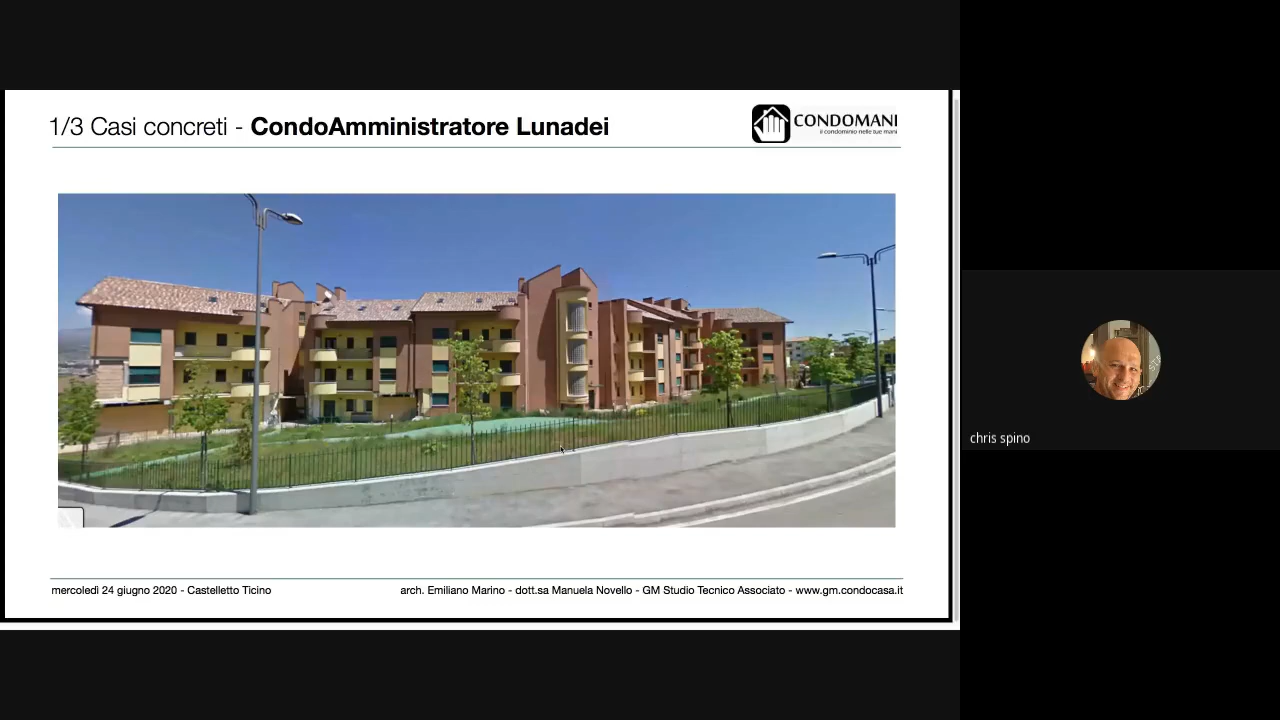 1/3 Casi concreti - CondoAmministratore Lunadei
CONDOMANI
il condominio nelle tue mani
chris spino
mercoledì 24 giugno 2020 - Castelletto Ticino
arch. Emiliano Marino - dott.sa Manuela Novello - GM Studio Tecnico Associato - www.gm.condocasa.it